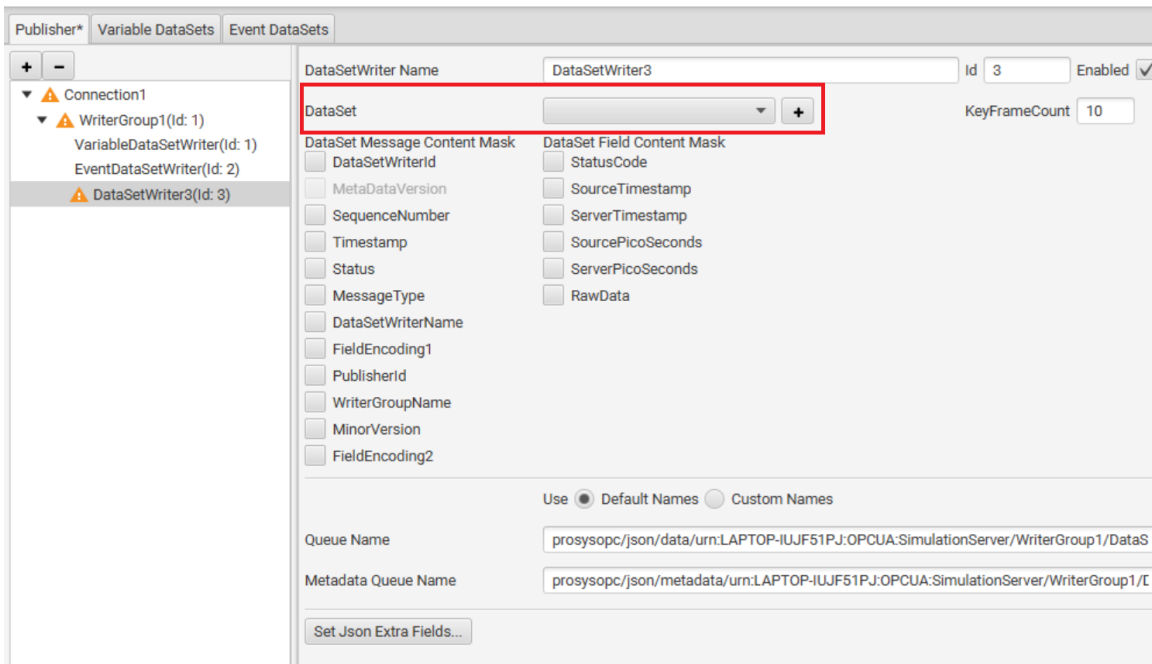 Publisher* Variable DataSets Event DataSets
+ -
Connection1
WriterGroup1(Id: 1)
VariableDataSetWriter(Id: 1)
EventDataSetWriter(Id: 2)
DataSetWriter3(Id: 3)
DataSetWriter Name DataSetWriter3 Id 3 Enabled
DataSet + KeyFrameCount 10
DataSet Message Content Mask DataSet Field Content Mask
DataSetWriterId StatusCode
MetaDataVersion SourceTimestamp
SequenceNumber ServerTimestamp
Timestamp SourcePicoSeconds
Status ServerPicoSeconds
MessageType RawData
DataSetWriterName
FieldEncoding1
PublisherId
WriterGroupName
MinorVersion
FieldEncoding2
Use Default Names Custom Names
Queue Name prosysopc/json/data/urn:LAPTOP-IUJF51PJ:OPCUA:SimulationServer/WriterGroup1/DataS
Metadata Queue Name prosysopc/json/metadata/urn:LAPTOP-IUJF51PJ:OPCUA:SimulationServer/WriterGroup1/D
Set Json Extra Fields...